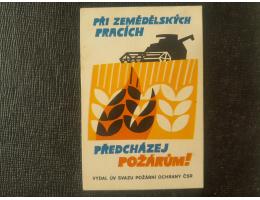 PŘI ZEMĚDĚLSKÝCH
PRACÍCH
PŘEDCHÁZEJ
POŽÁRŮM!
VYDAL ÚV SVAZU POŽÁRNÍ OCHRANY ČSR